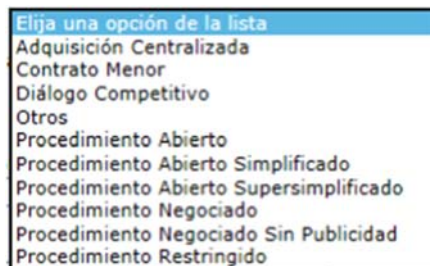 Elija una opción de la lista
Adquisición Centralizada
Contrato Menor
Diálogo Competitivo
Otros
Procedimiento Abierto
Procedimiento Abierto Simplificado
Procedimiento Abierto Supersimplificado
Procedimiento Negociado
Procedimiento Negociado Sin Publicidad
Procedimiento Restringido